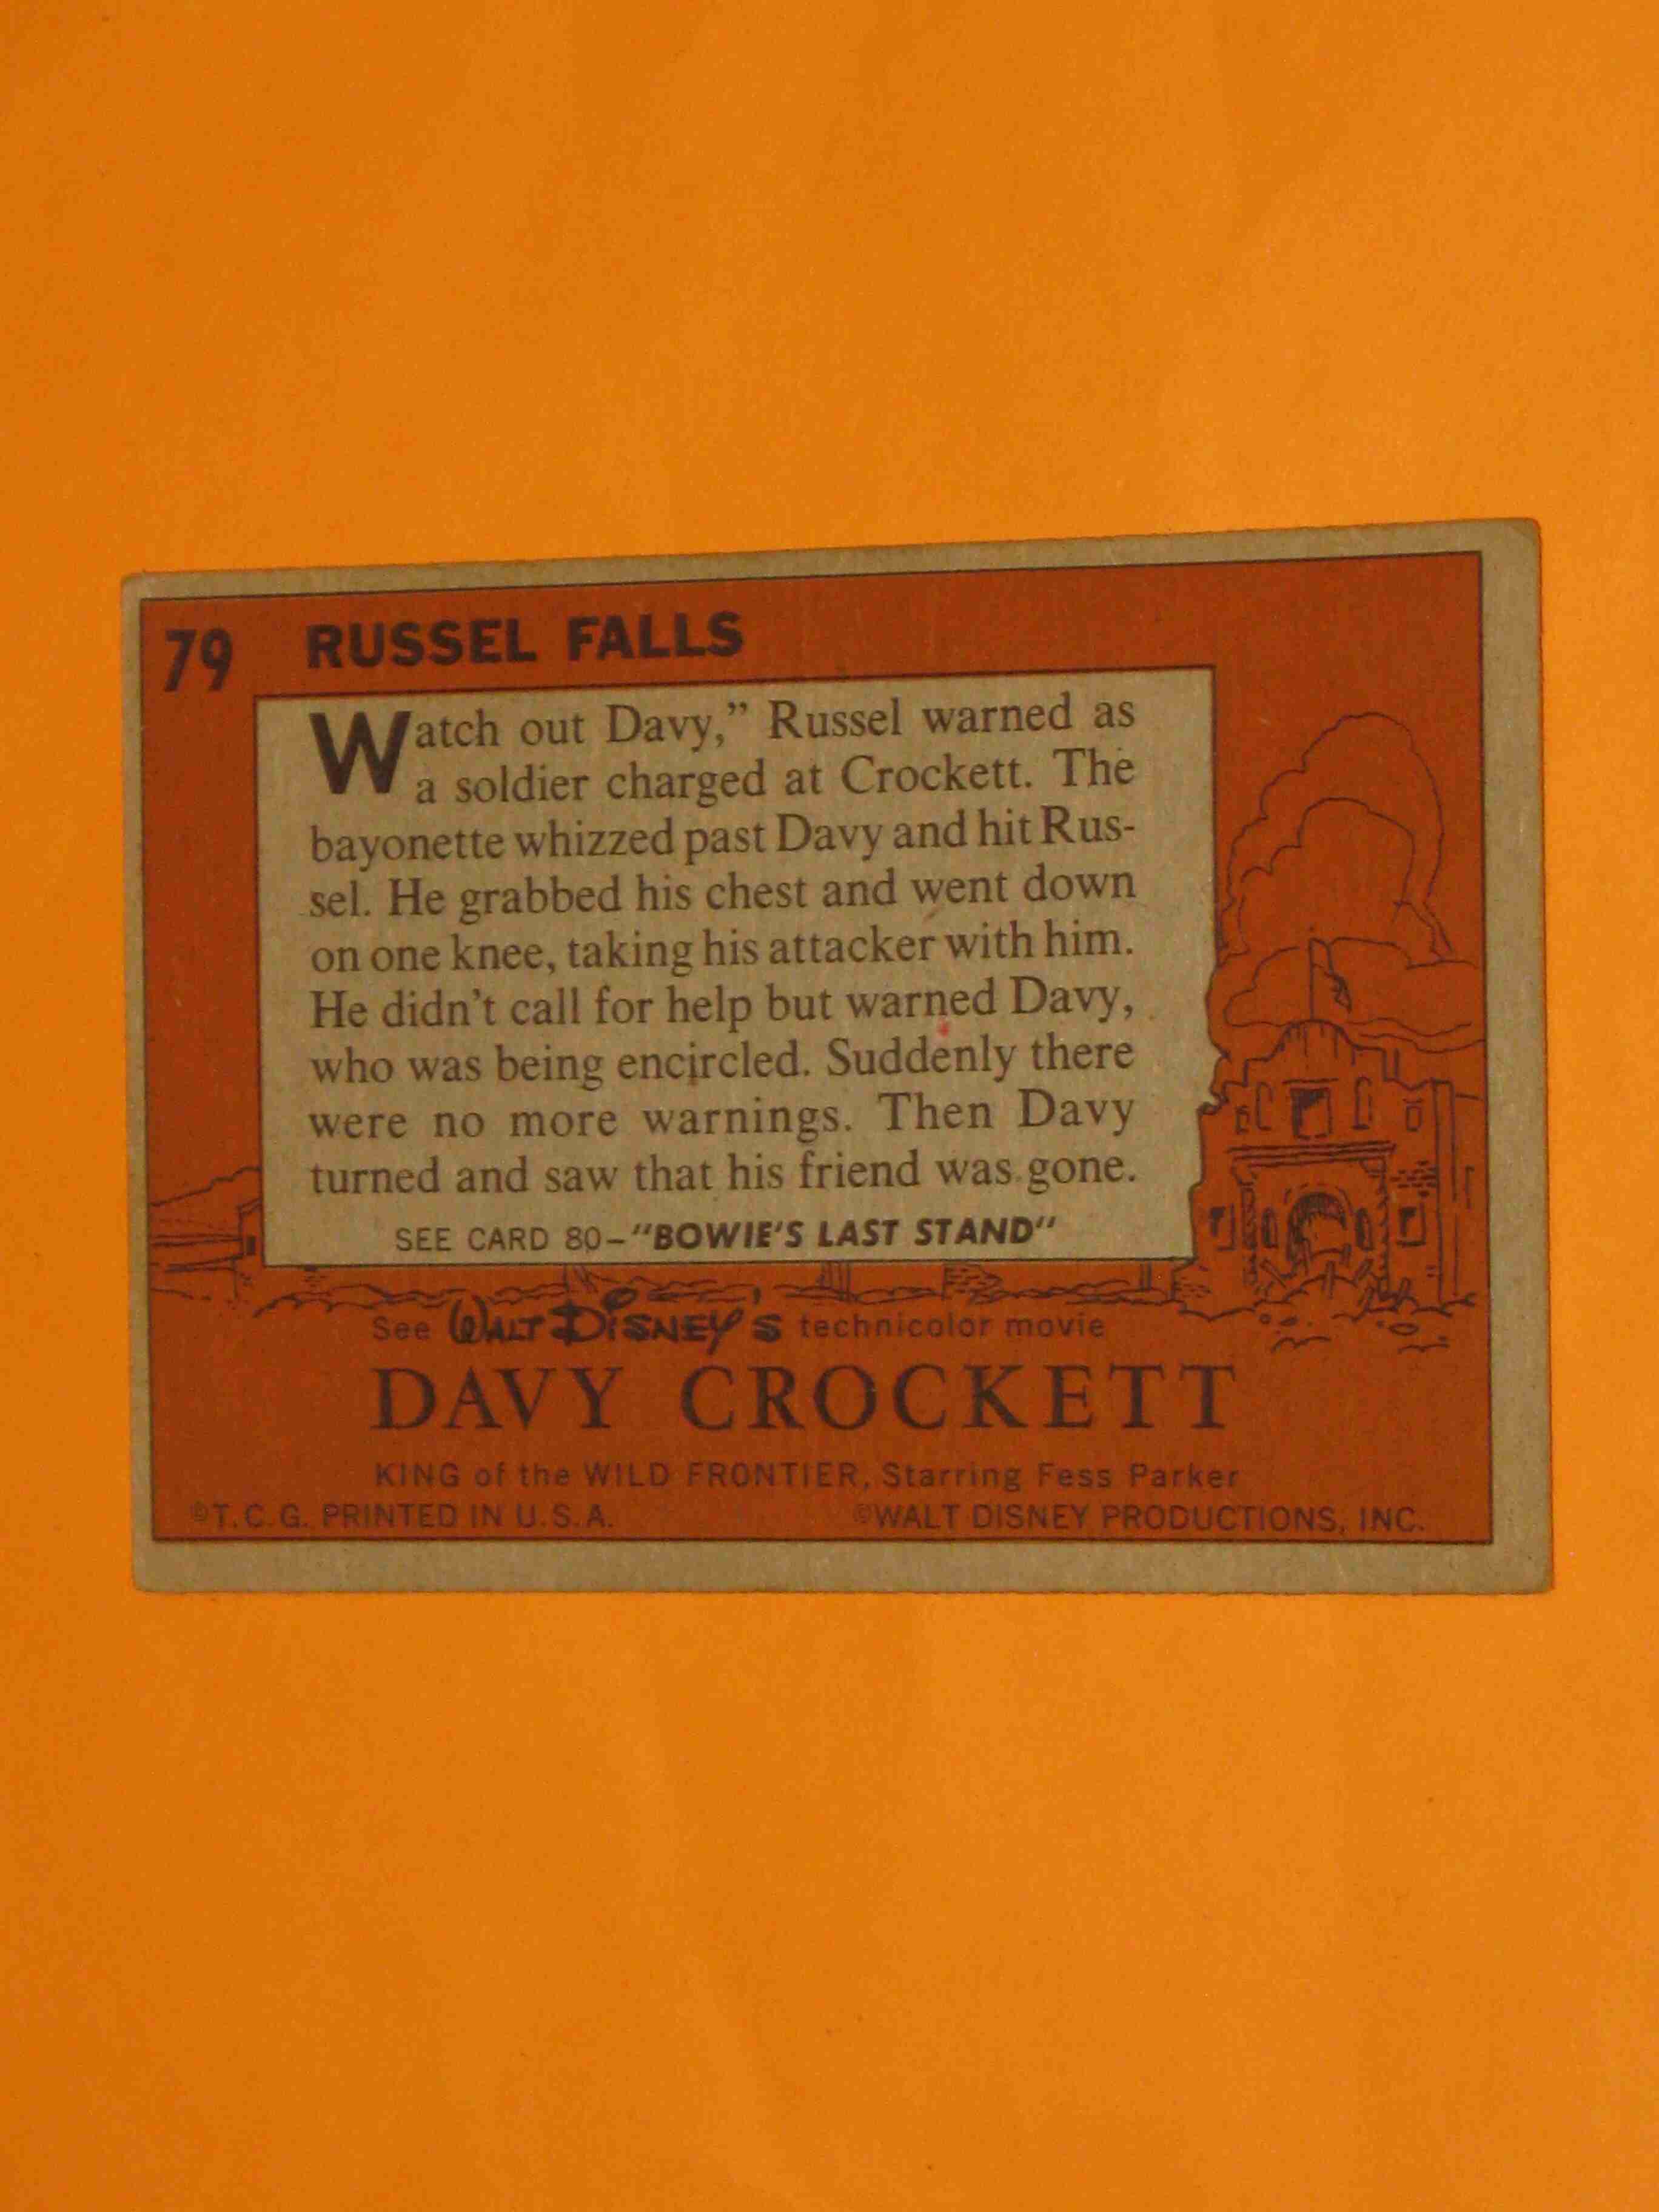 79 RUSSEL FALLS
Watch out Davy,” Russel warned as
a soldier charged at Crockett. The
bayonette whizzed past Davy and hit Rus-
sel. He grabbed his chest and went down
on one knee, taking his attacker with him.
He didn’t call for help but warned Davy,
who was being encircled. Suddenly there
were no more warnings. Then Davy
turned and saw that his friend was gone.
SEE CARD 80–"BOWIE'S LAST STAND"
See WALT DISNEY'S technicolor movie
DAVY CROCKETT
KING of the WILD FRONTIER, Starring Fess Parker
©T.C.G. PRINTED IN U.S.A. ©WALT DISNEY PRODUCTIONS, INC.